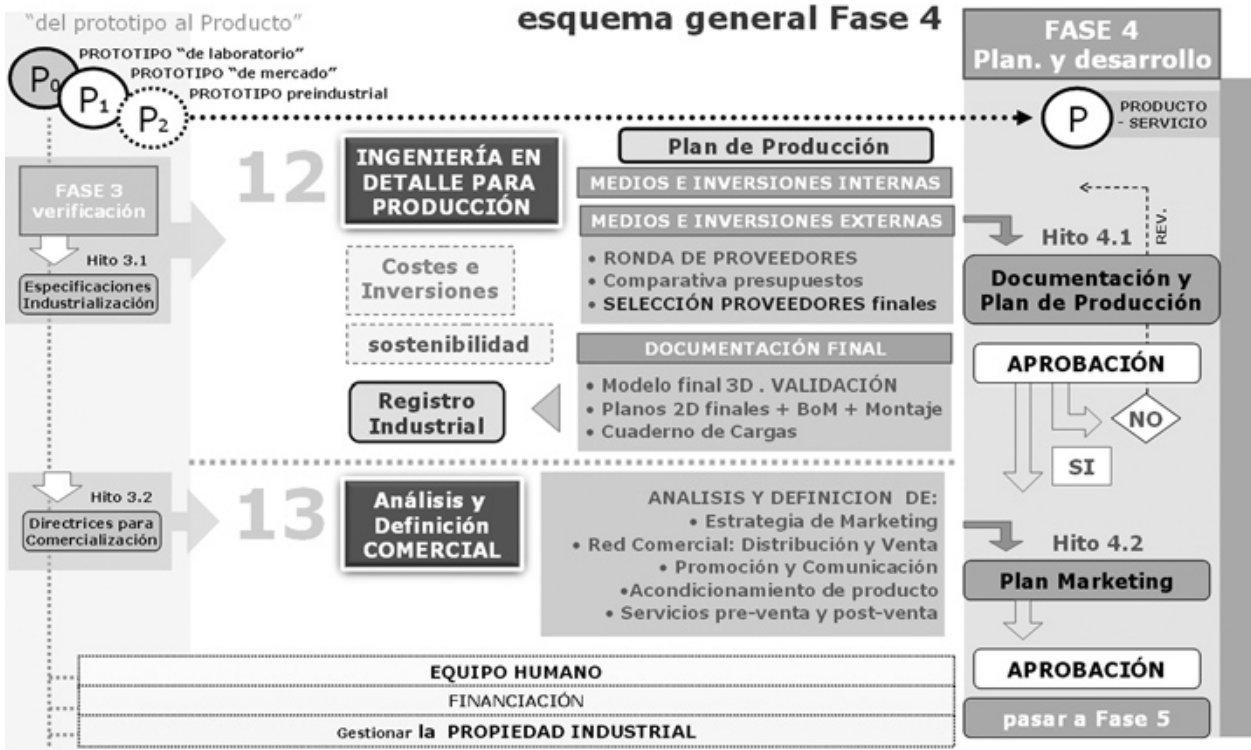 "del prototipo al Producto"
esquema general Fase 4
FASE 4
Plan. y desarrollo
PROTOTIPO "de laboratorio"
PROTOTIPO "de mercado"
PROTOTIPO preindustrial
P0
P1
P2
P
PRODUCTO
- SERVICIO
FASE 3
verificación
Hito 3.1
Especificaciones
Industrialización
12
INGENIERÍA EN
DETALLE PARA
PRODUCCIÓN
Costes e
Inversiones
sostenibilidad
Registro
Industrial
Plan de Producción
MEDIOS E INVERSIONES INTERNAS
MEDIOS E INVERSIONES EXTERNAS
• RONDA DE PROVEEDORES
• Comparativa presupuestos
• SELECCIÓN PROVEEDORES finales
DOCUMENTACIÓN FINAL
• Modelo final 3D . VALIDACIÓN
• Planos 2D finales + BoM + Montaje
• Cuaderno de Cargas
REV.
Hito 4.1
Documentación y
Plan de Producción
APROBACIÓN
NO
SI
Hito 3.2
Directrices para
Comercialización
13
Análisis y
Definición
COMERCIAL
ANALISIS Y DEFINICION DE:
• Estrategia de Marketing
• Red Comercial: Distribución y Venta
• Promoción y Comunicación
•Acondicionamiento de producto
• Servicios pre-venta y post-venta
Hito 4.2
Plan Marketing
APROBACIÓN
pasar a Fase 5
EQUIPO HUMANO
FINANCIACIÓN
Gestionar la PROPIEDAD INDUSTRIAL